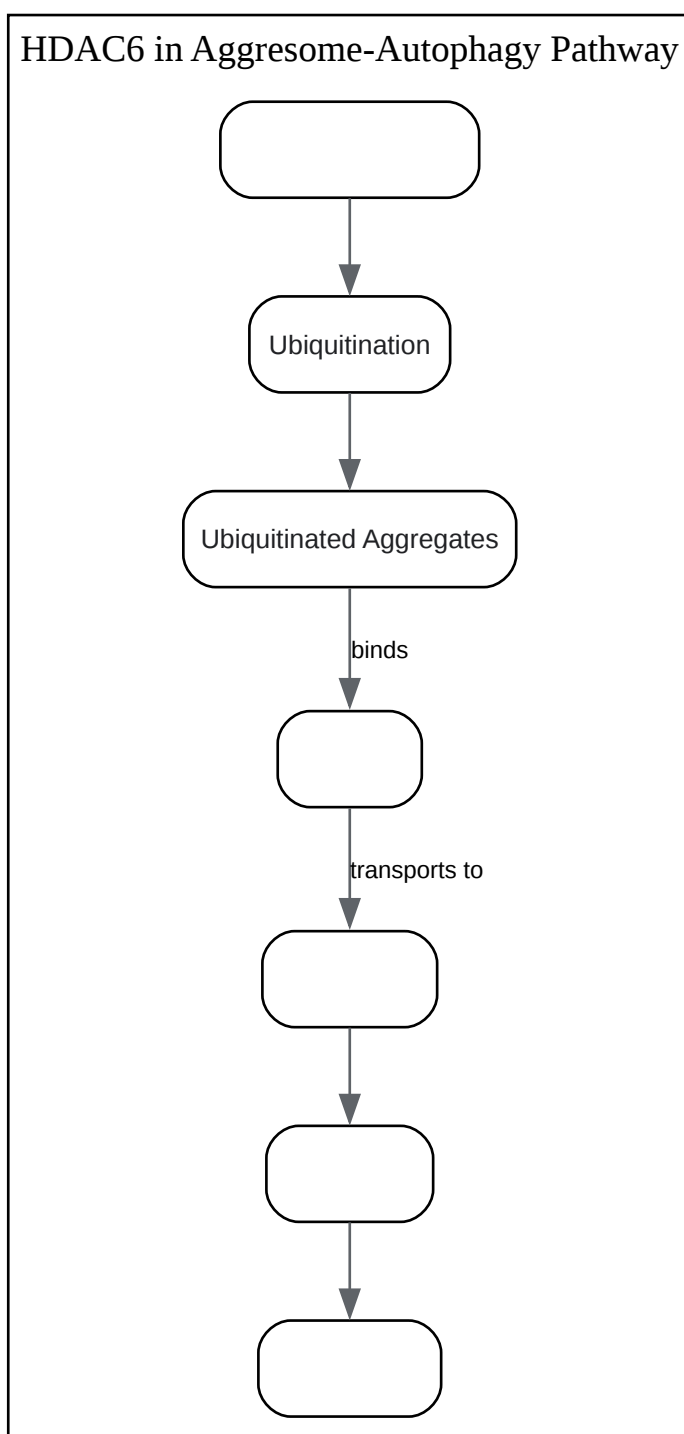 HDAC6 in Aggresome-Autophagy Pathway
Ubiquitination
Ubiquitinated Aggregates
binds
transports to